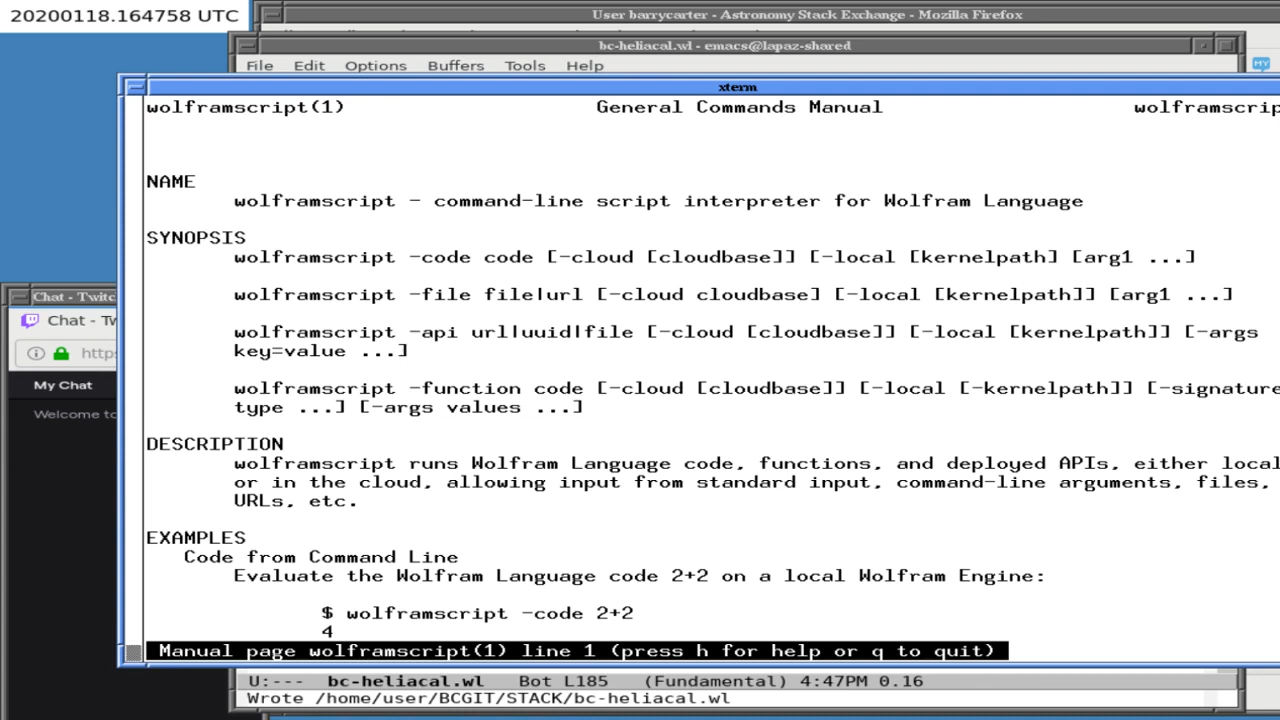 20200118.164758 UTC
User barrycarter - Astronomy Stack Exchange - Mozilla Firefox
bc-heliacal.wl - emacs@lapaz-shared
File Edit Options Buffers Tools Help
MY
xterm
wolframscript(1) General Commands Manual wolframscrip
NAME
wolframscript - command-line script interpreter for Wolfram Language
SYNOPSIS
wolframscript -code code [-cloud [cloudbase]] [-local [kernelpath] [arg1 ...]
wolframscript -file file|url [-cloud cloudbase] [-local [kernelpath]] [arg1 ...]
wolframscript -api url|uuid|file [-cloud [cloudbase]] [-local [kernelpath]] [-args
key=value ...]
wolframscript -function code [-cloud [cloudbase]] [-local [-kernelpath]] [-signature
type ...] [-args values ...]
DESCRIPTION
wolframscript runs Wolfram Language code, functions, and deployed APIs, either local
or in the cloud, allowing input from standard input, command-line arguments, files,
URLs, etc.
EXAMPLES
Code from Command Line
Evaluate the Wolfram Language code 2+2 on a local Wolfram Engine:
$ wolframscript -code 2+2
4
Manual page wolframscript(1) line 1 (press h for help or q to quit)
Chat - Twitc
Chat - Tw
https
My Chat
Welcome to
U:--- bc-heliacal.wl Bot L185 (Fundamental) 4:47PM 0.16
Wrote /home/user/BCGIT/STACK/bc-heliacal.wl